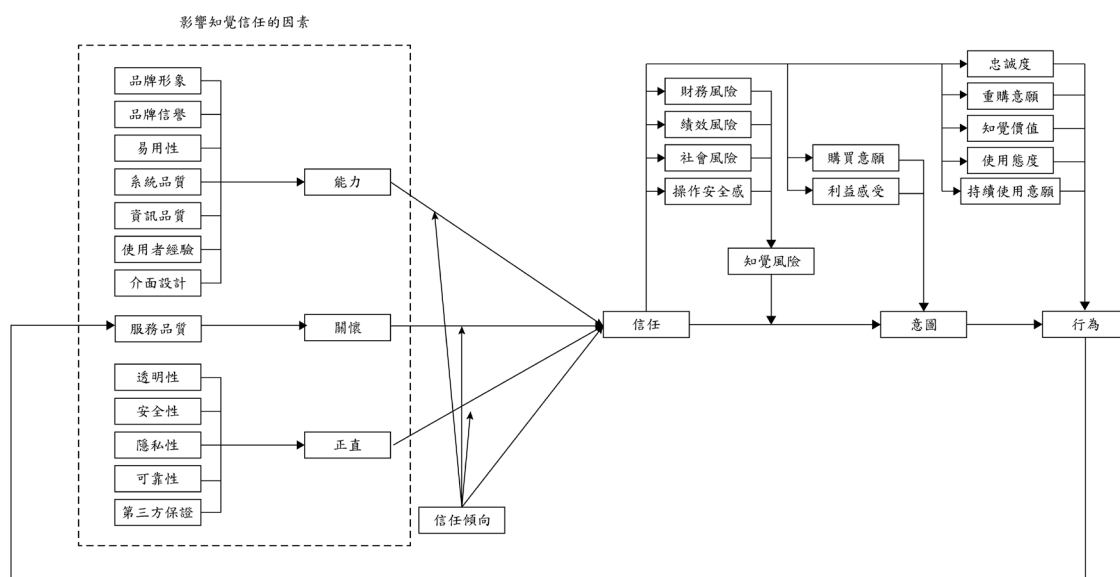 影響知覺信任的因素
品牌形象
品牌信譽
易用性
系統品質
資訊品質
使用者經驗
介面設計
能力
服務品質
關懷
透明性
安全性
隱私性
可靠性
第三方保證
正直
信任傾向
信任
財務風險
績效風險
社會風險
操作安全感
知覺風險
購買意願
利益感受
意圖
忠誠度
重購意願
知覺價值
使用態度
持續使用意願
行為